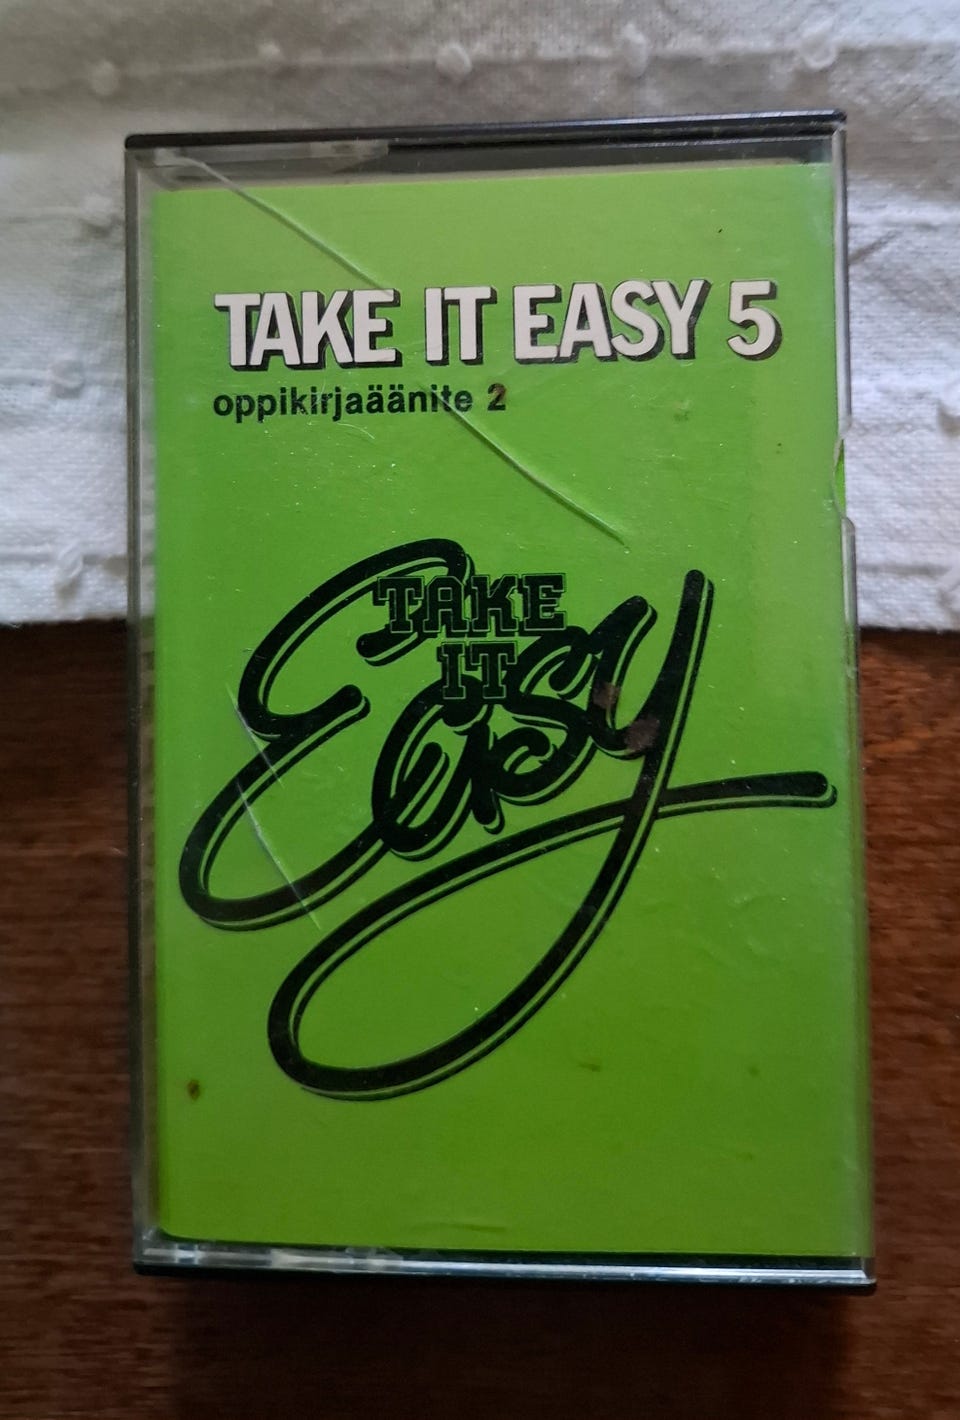 TAKE IT EASY 5
oppikirjaäänite 2
TAKE
IT
Easy